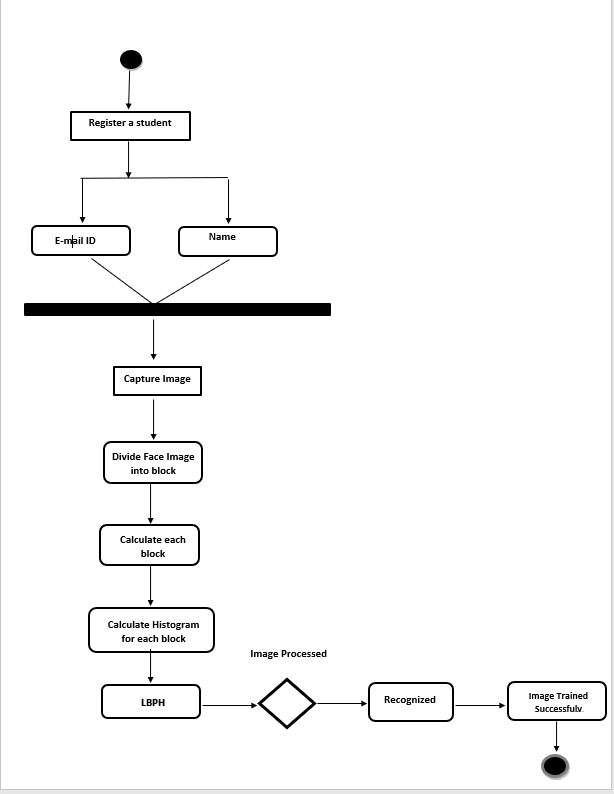 Register a student
E-mail ID
Name
Capture Image
Divide Face Image
into block
Calculate each
block
Calculate Histogram
for each block
Image Processed
LBPH
Recognized
Image Trained
Successfuly.